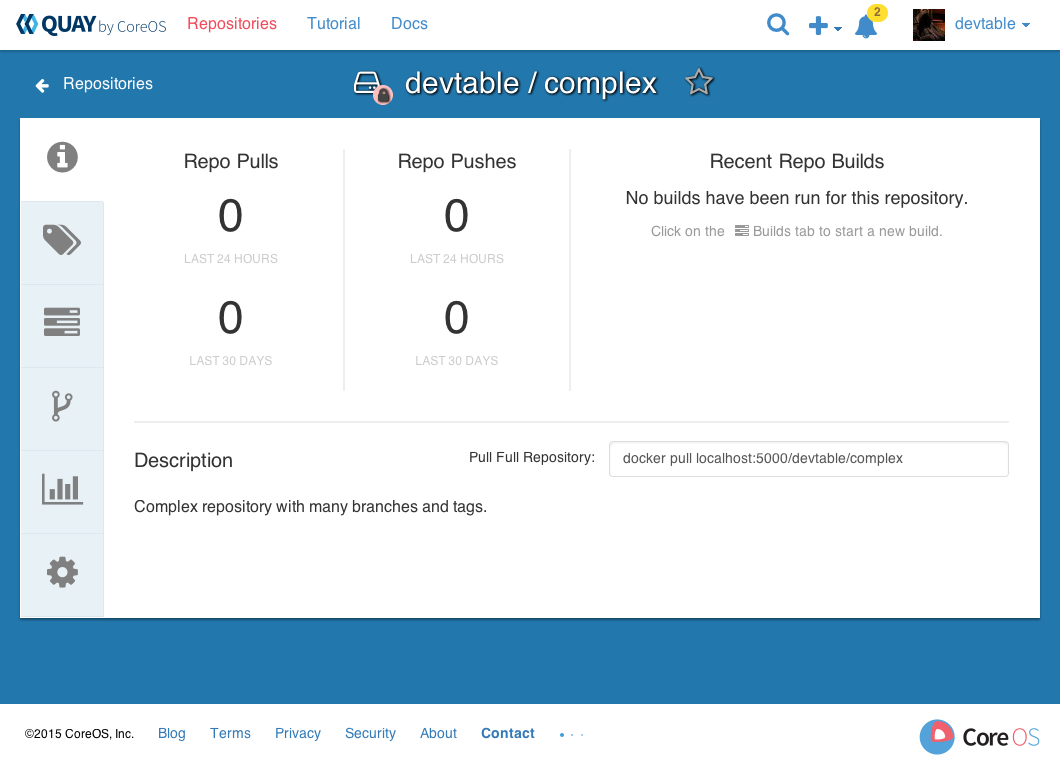 QUAY by CoreOS Repositories Tutorial Docs 2 devtable
Repositories devtable / complex
Repo Pulls Repo Pushes Recent Repo Builds
0 0 No builds have been run for this repository.
Click on the Builds tab to start a new build.
LAST 24 HOURS LAST 24 HOURS
0 0
LAST 30 DAYS LAST 30 DAYS
Description Pull Full Repository: docker pull localhost:5000/devtable/complex
Complex repository with many branches and tags.
©2015 CoreOS, Inc. Blog Terms Privacy Security About Contact Core OS